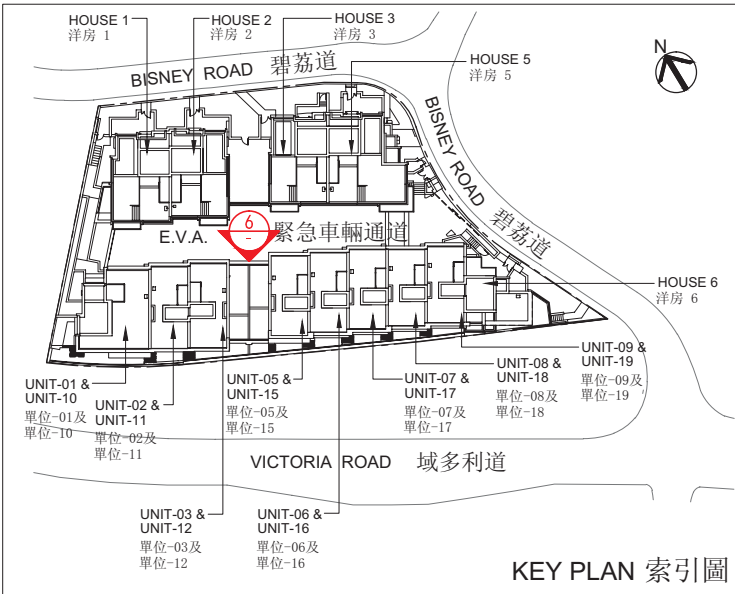 HOUSE 1
洋房 1
HOUSE 2
洋房 2
HOUSE 3
洋房 3
HOUSE 5
洋房 5
N
BISNEY ROAD 碧荔道
BISNEY ROAD 碧荔道
E.V.A.
6
-
緊急車輛通道
HOUSE 6
洋房 6
UNIT-01 &
UNIT-10
單位-01及
單位-10
UNIT-02 &
UNIT-11
單位-02及
單位-11
UNIT-05 &
UNIT-15
單位-05及
單位-15
UNIT-07 &
UNIT-17
單位-07及
單位-17
UNIT-08 &
UNIT-18
單位-08及
單位-18
UNIT-09 &
UNIT-19
單位-09及
單位-19
VICTORIA ROAD 域多利道
UNIT-03 &
UNIT-12
單位-03及
單位-12
UNIT-06 &
UNIT-16
單位-06及
單位-16
KEY PLAN 索引圖